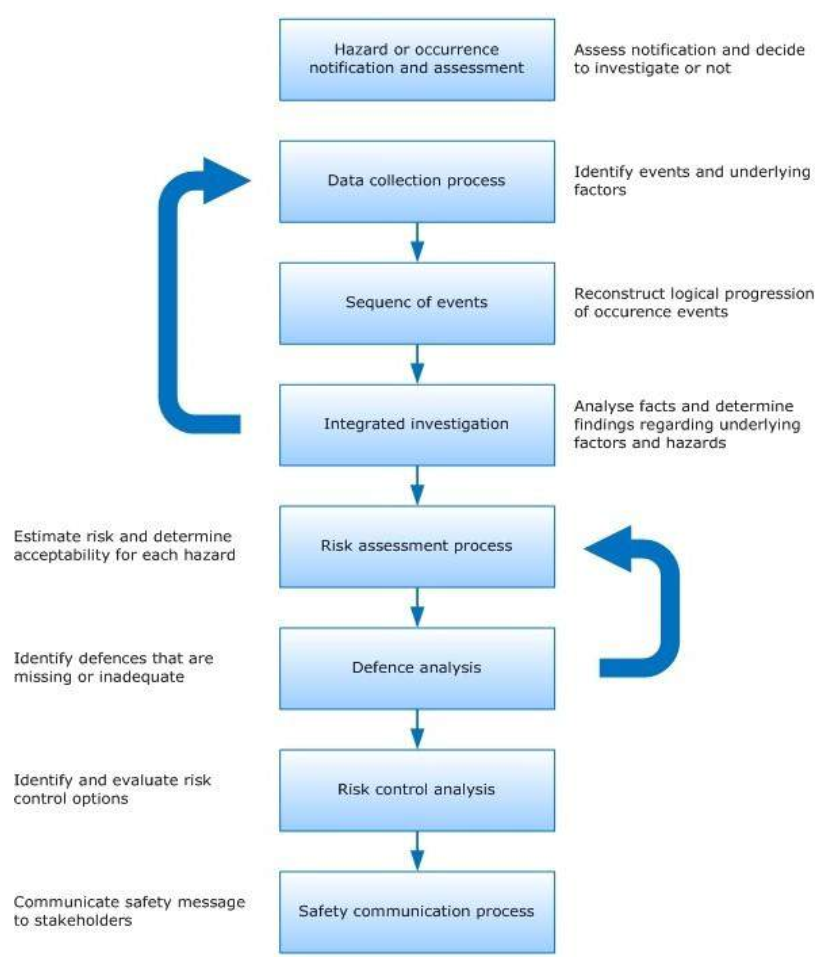 Hazard or occurrence
notification and assessment
Assess notification and decide
to investigate or not
Data collection process
Identify events and underlying
factors
Sequenc of events
Reconstruct logical progression
of occurence events
Integrated investigation
Analyse facts and determine
findings regarding underlying
factors and hazards
Estimate risk and determine
acceptability for each hazard
Risk assessment process
Identify defences that are
missing or inadequate
Defence analysis
Identify and evaluate risk
control options
Risk control analysis
Communicate safety message
to stakeholders
Safety communication process